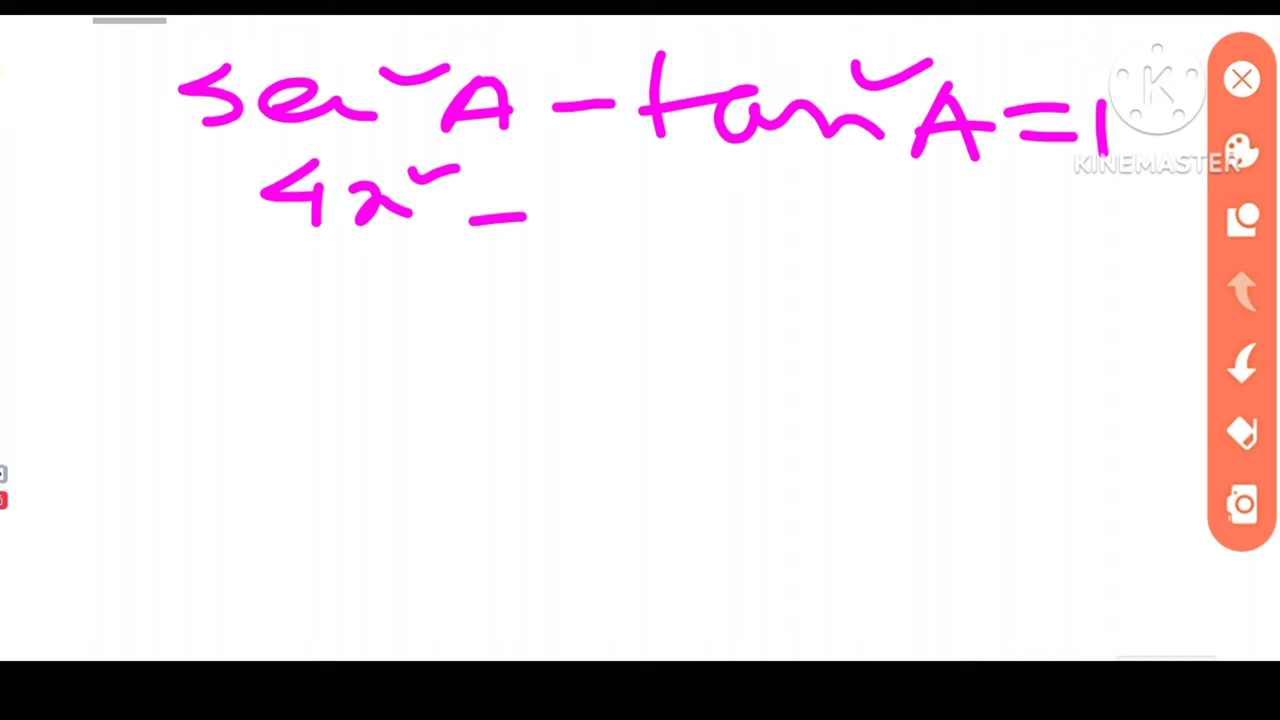 sec²A - tan²A = 1
4x² -
K
KINEMASTER